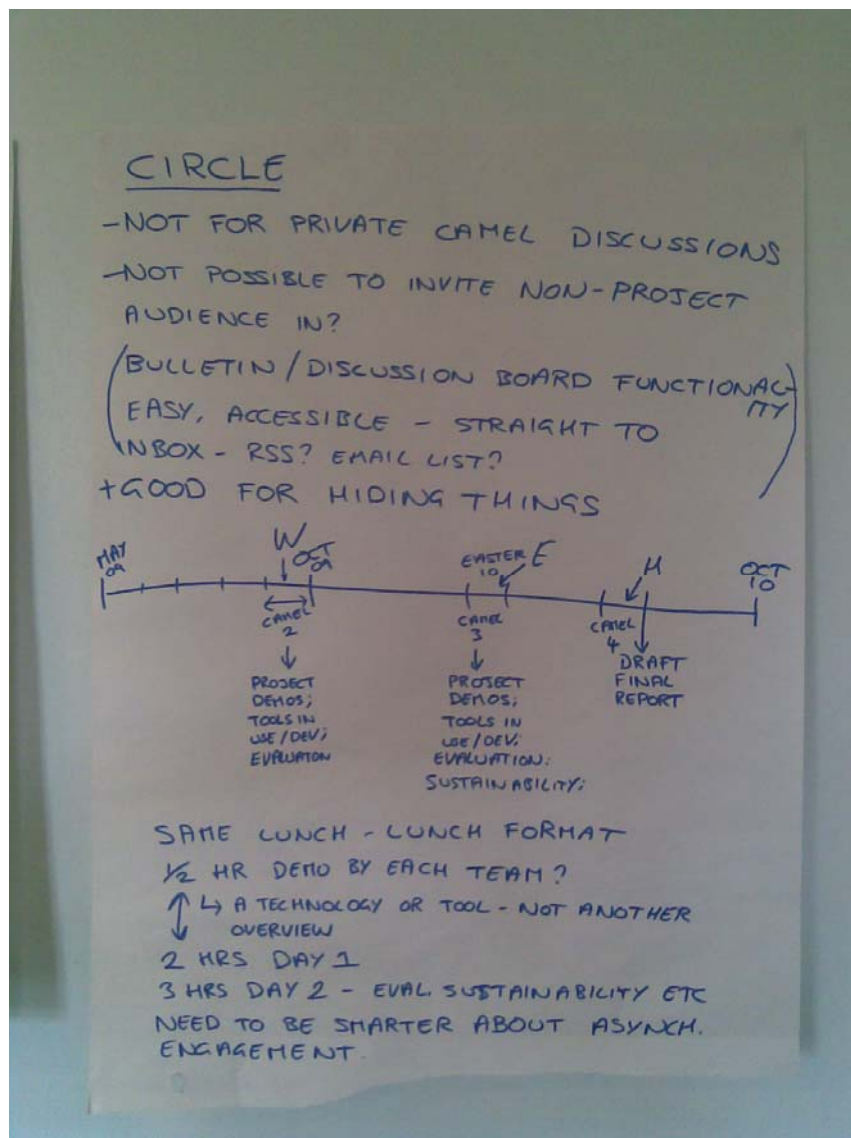 CIRCLE
-NOT FOR PRIVATE CAMEL DISCUSSIONS
-NOT POSSIBLE TO INVITE NON-PROJECT
AUDIENCE IN?
(BULLETIN/DISCUSSION BOARD FUNCTIONAL-
ITY
EASY, ACCESSIBLE - STRAIGHT TO
INBOX - RSS? EMAIL LIST?)
+GOOD FOR HIDING THINGS
MAY
09
W
OCT
09
EASTER
10
E
M
OCT
10
CAMEL
2
CAMEL
3
CAMEL
4
PROJECT
DEMOS;
TOOLS IN
USE/DEV;
EVALUATION
PROJECT
DEMOS;
TOOLS IN
USE/DEV;
EVALUATION;
SUSTAINABILITY;
DRAFT
FINAL
REPORT
SAME LUNCH - LUNCH FORMAT
1/2 HR DEMO BY EACH TEAM?
↳ A TECHNOLOGY OR TOOL - NOT ANOTHER
OVERVIEW
2 HRS DAY 1
3 HRS DAY 2 - EVAL. SUSTAINABILITY ETC
NEED TO BE SMARTER ABOUT ASYNCH.
ENGAGEMENT.